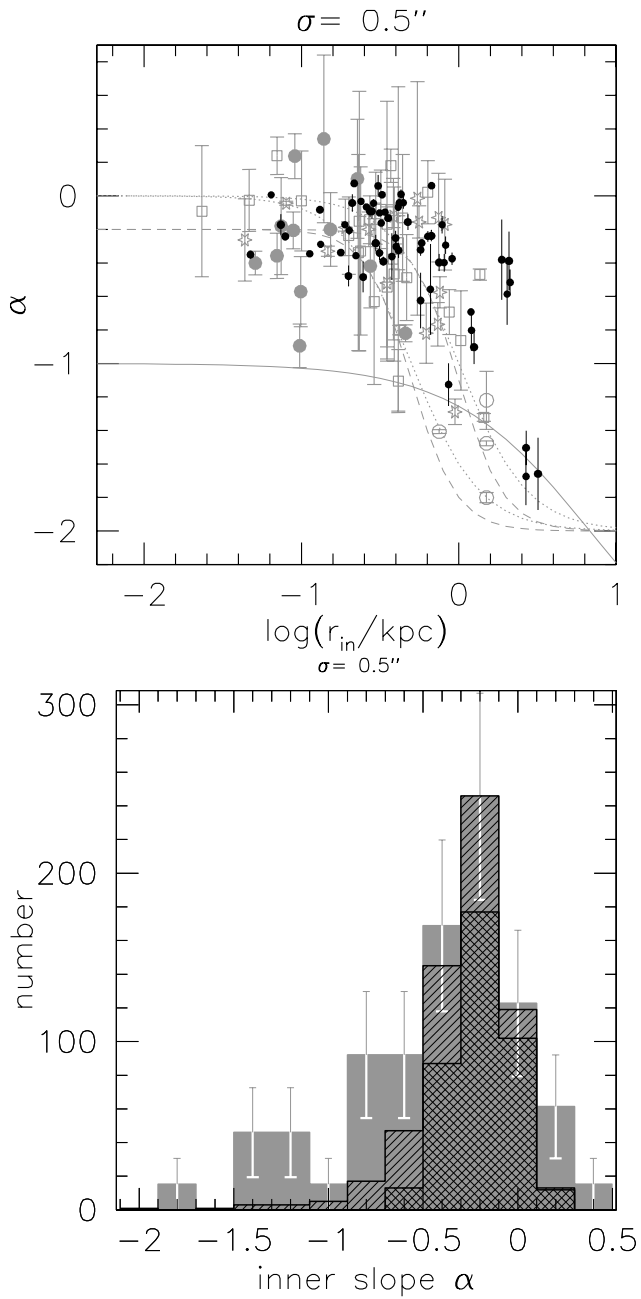 σ= 0.5″
0
α
−1
−2
−2 −1 0 1
log(r_in/kpc)
σ= 0.5″
300
200
number
100
0
−2 −1.5 −1 −0.5 0 0.5
inner slope α